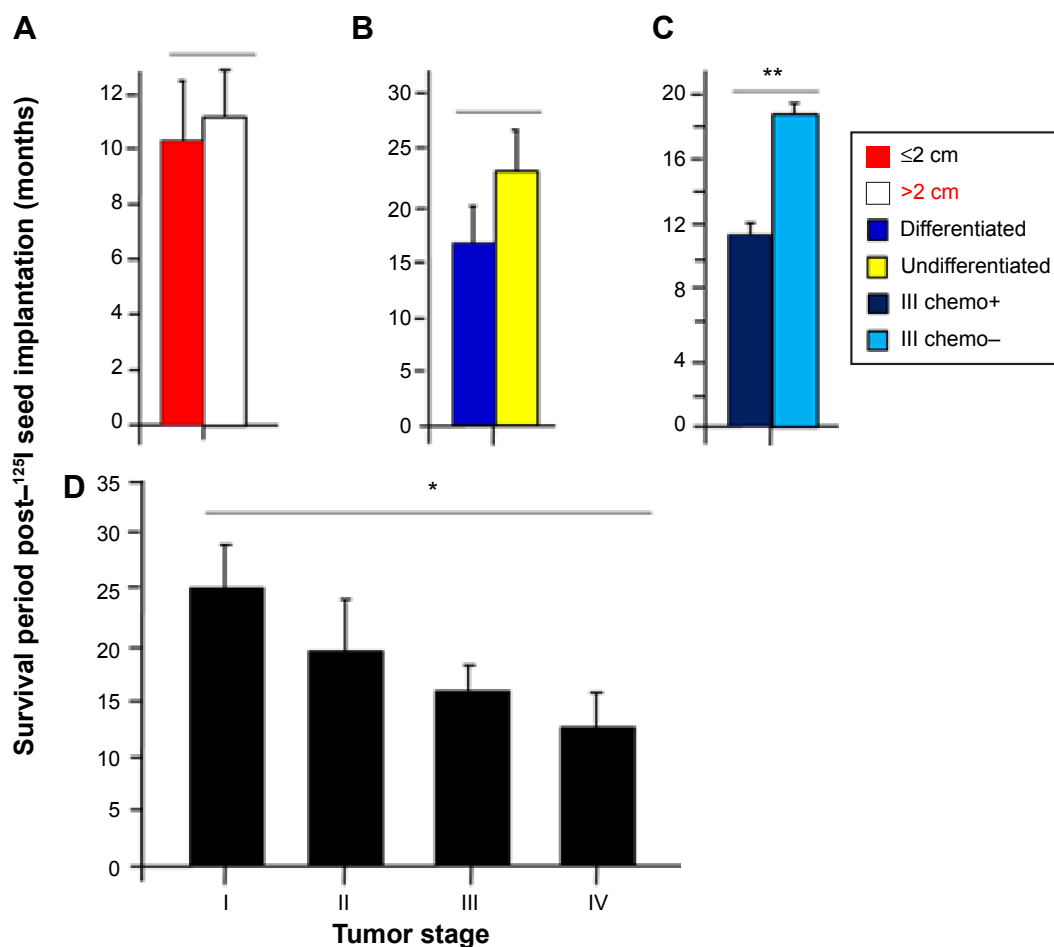 A
12
10
8
6
4
2
0
B
30
25
20
15
10
5
0
C
**
20
18
16
12
8
4
0
≤2 cm
>2 cm
Differentiated
Undifferentiated
III chemo+
III chemo–
Survival period post–¹²⁵I seed implantation (months)
D
*
35
30
25
20
15
10
5
0
I
II
III
IV
Tumor stage